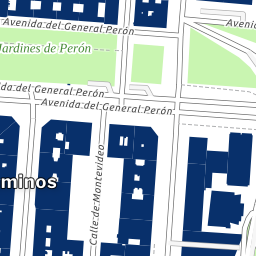 Avenida del General Perón
Avenida
Jardines de Perón
da del General Perón
Avenida del General Perón
Calle de Montevideo
minos